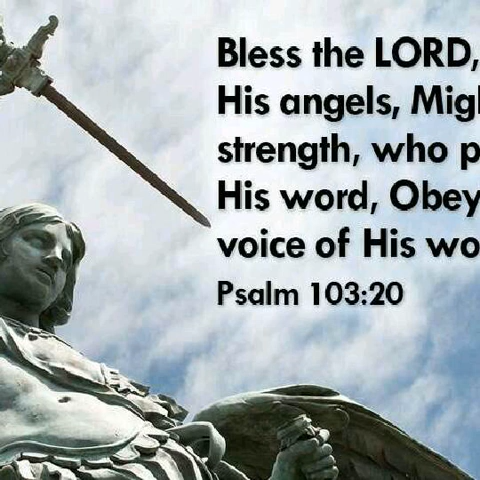 Bless the LORD,
His angels, Migh
strength, who p
His word, Obey
voice of His wo
Psalm 103:20